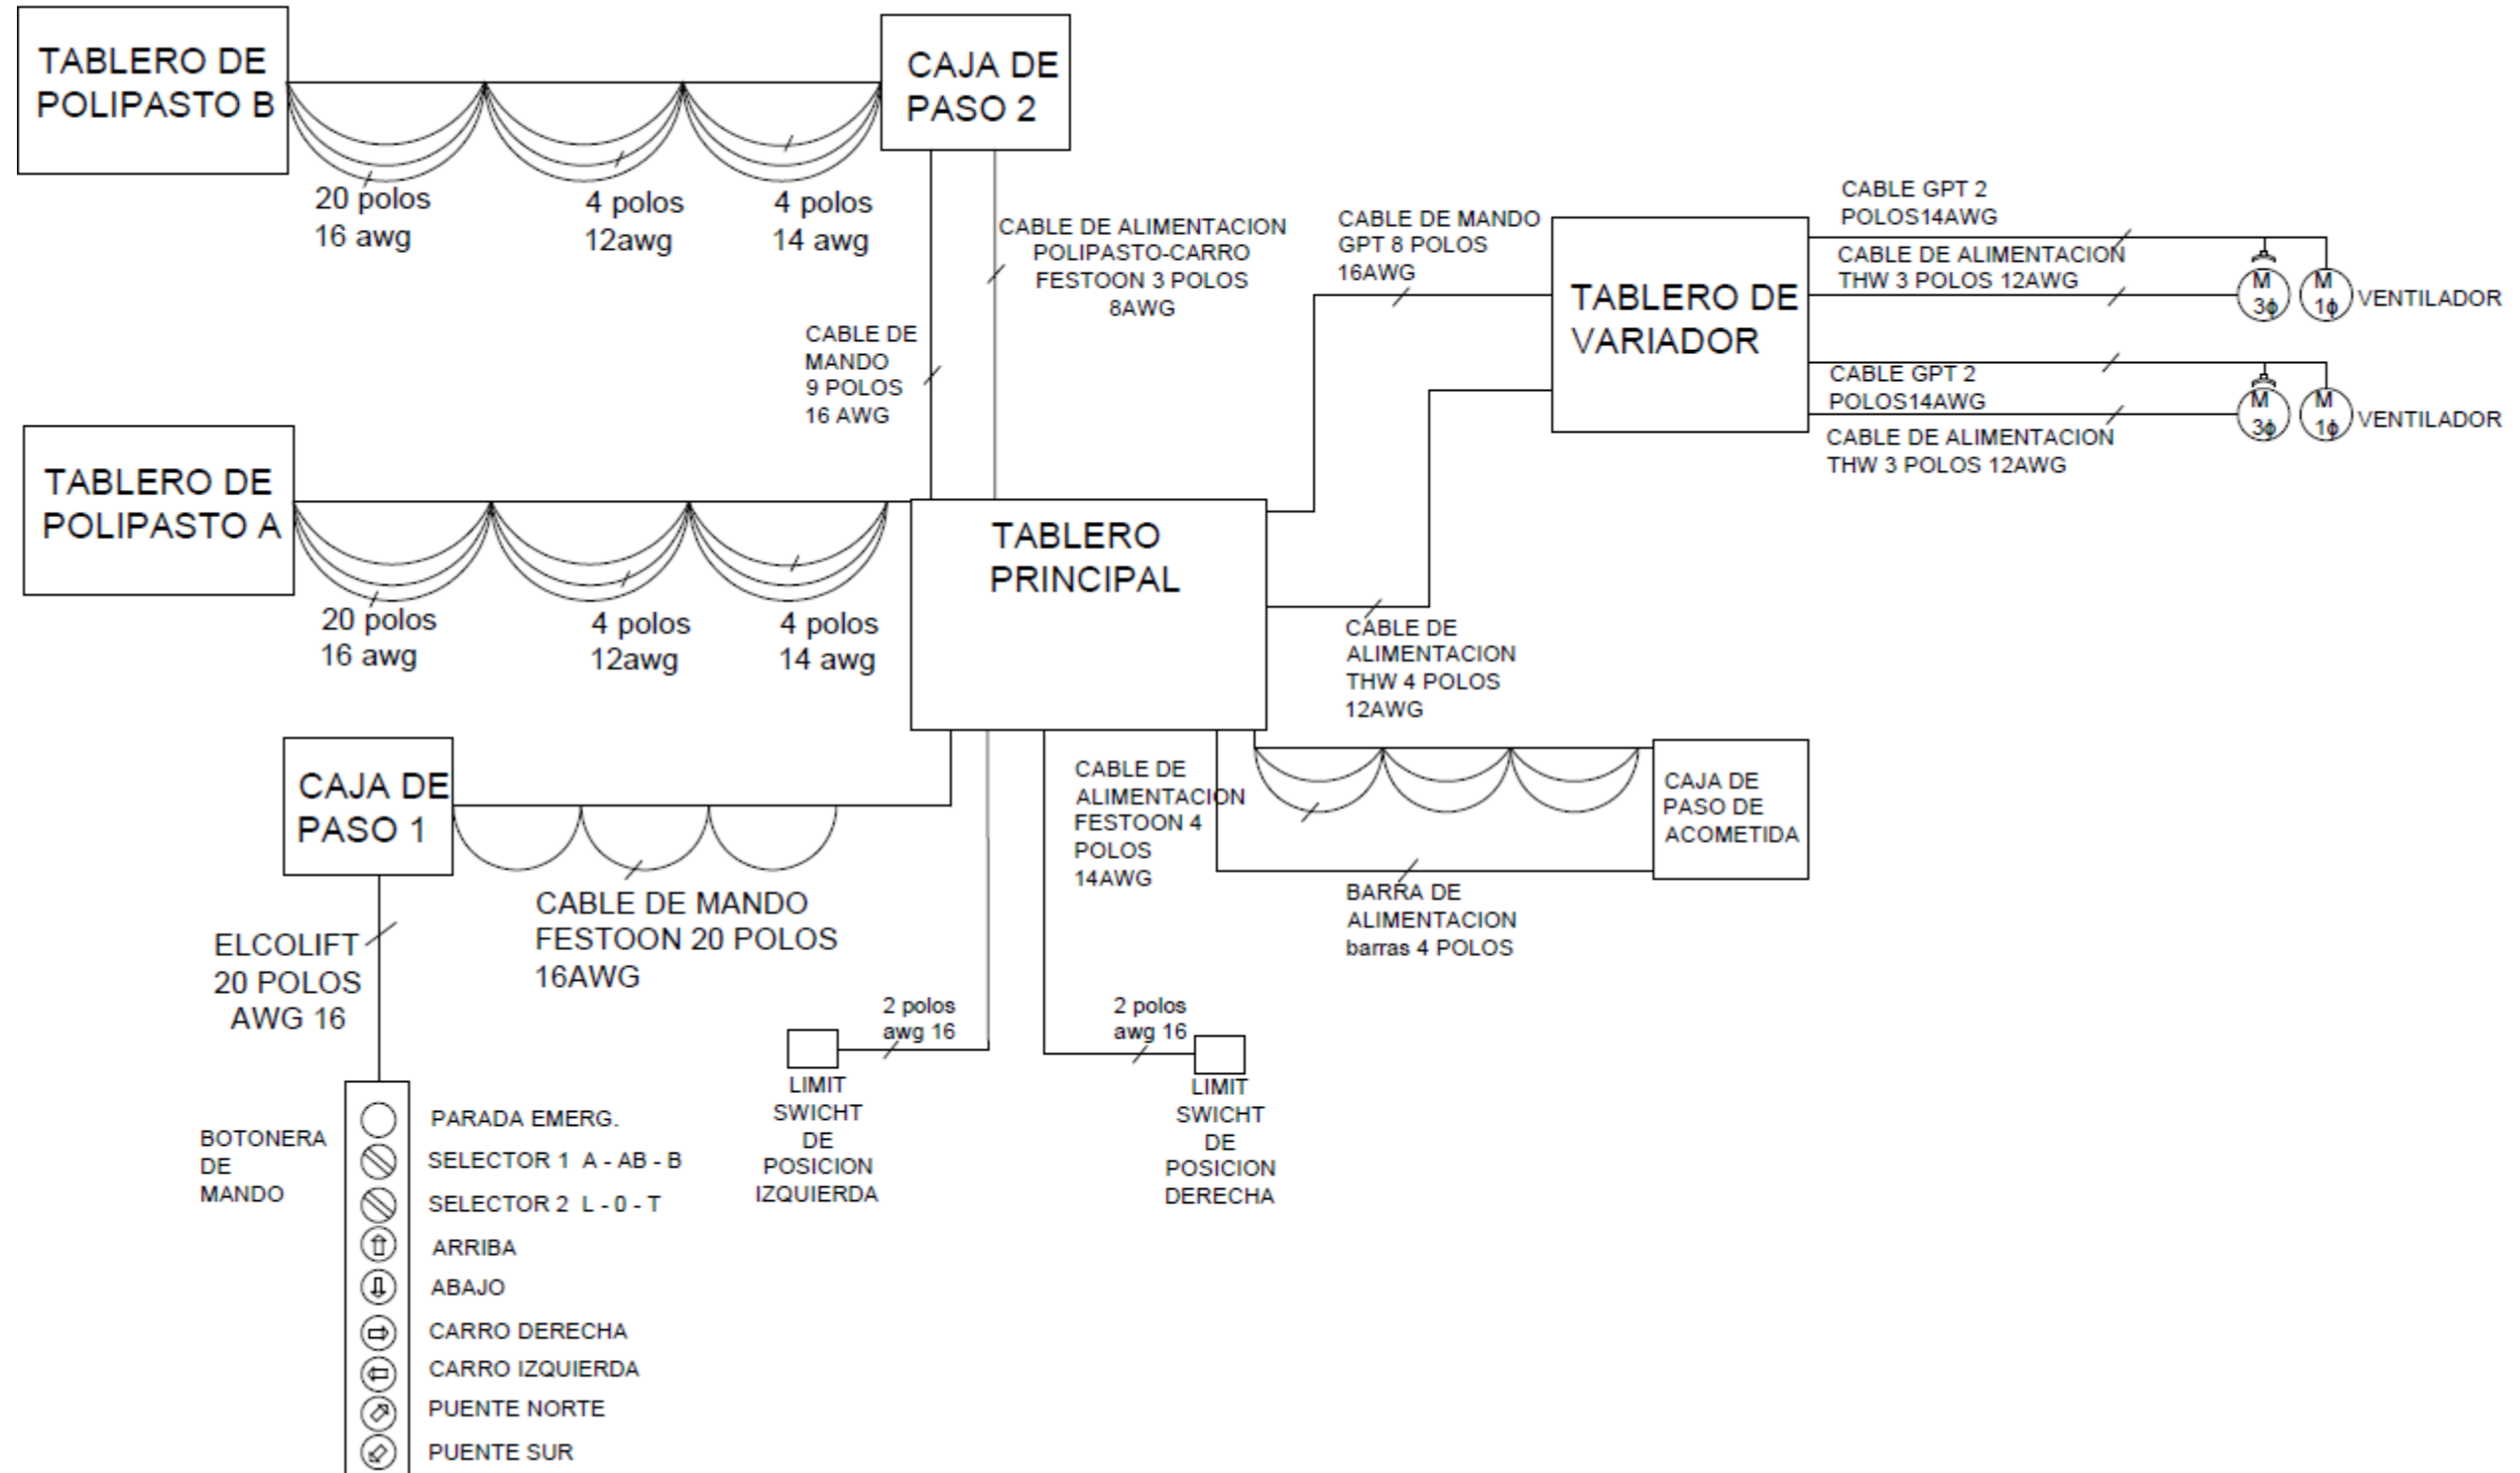 TABLERO DE
POLIPASTO B
20 polos
16 awg
4 polos
12awg
4 polos
14 awg
CAJA DE
PASO 2
CABLE DE ALIMENTACION
POLIPASTO-CARRO
FESTOON 3 POLOS
8AWG
CABLE DE
MANDO
9 POLOS
16 AWG
CABLE DE MANDO
GPT 8 POLOS
16AWG
TABLERO DE
VARIADOR
CABLE GPT 2
POLOS14AWG
CABLE DE ALIMENTACION
THW 3 POLOS 12AWG
M
3ϕ
M
1ϕ
VENTILADOR
CABLE GPT 2
POLOS14AWG
CABLE DE ALIMENTACION
THW 3 POLOS 12AWG
M
3ϕ
M
1ϕ
VENTILADOR
TABLERO DE
POLIPASTO A
20 polos
16 awg
4 polos
12awg
4 polos
14 awg
TABLERO
PRINCIPAL
CABLE DE
ALIMENTACION
THW 4 POLOS
12AWG
CAJA DE
PASO 1
CABLE DE MANDO
FESTOON 20 POLOS
16AWG
CABLE DE
ALIMENTACION
FESTOON 4
POLOS
14AWG
CAJA DE
PASO DE
ACOMETIDA
BARRA DE
ALIMENTACION
barras 4 POLOS
ELCOLIFT
20 POLOS
AWG 16
2 polos
awg 16
LIMIT
SWICHT
DE
POSICION
IZQUIERDA
2 polos
awg 16
LIMIT
SWICHT
DE
POSICION
DERECHA
BOTONERA
DE
MANDO
PARADA EMERG.
SELECTOR 1 A - AB - B
SELECTOR 2 L - 0 - T
ARRIBA
ABAJO
CARRO DERECHA
CARRO IZQUIERDA
PUENTE NORTE
PUENTE SUR